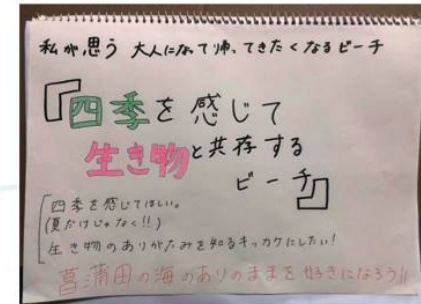 私が思う 大人になって帰ってきたくなるビーチ
『四季を感じて
生き物と共存する
ビーチ』
四季を感じてほしい。
(夏だけじゃなく!!)
生き物のありがたみを知るキッカケにしたい!
菖蒲田の海のありのままを好きになろう!!